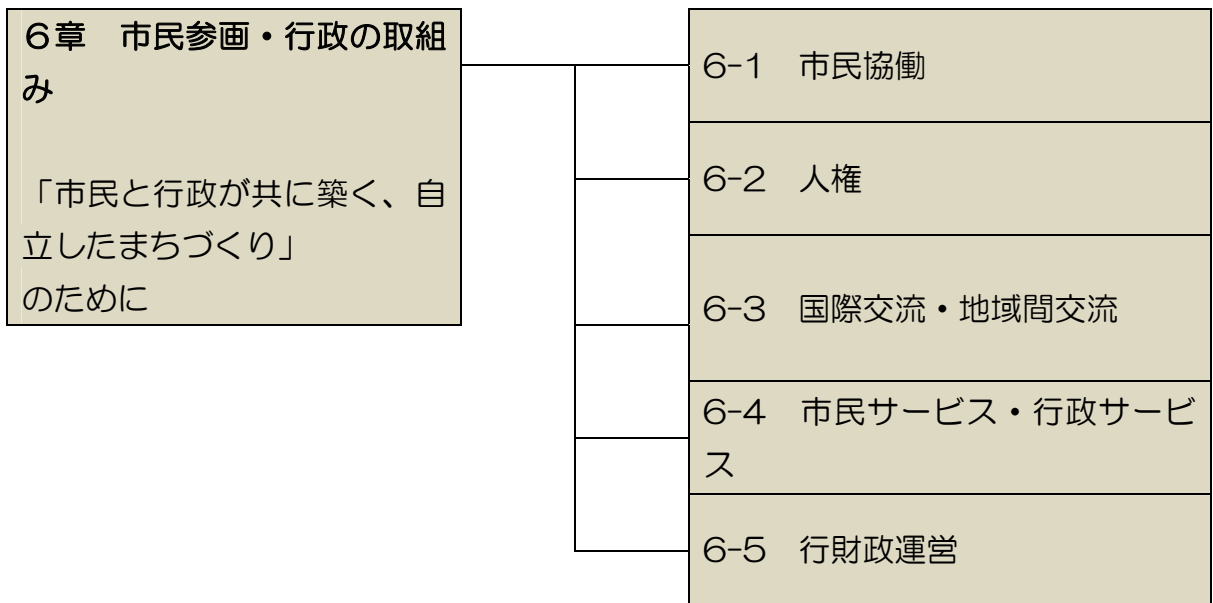 ６章　市民参画・行政の取組
み
「市民と行政が共に築く、自
立したまちづくり」
のために
６-１　市民協働
６-２　人権
６-３　国際交流・地域間交流
６-４　市民サービス・行政サービ
ス
６-５　行財政運営